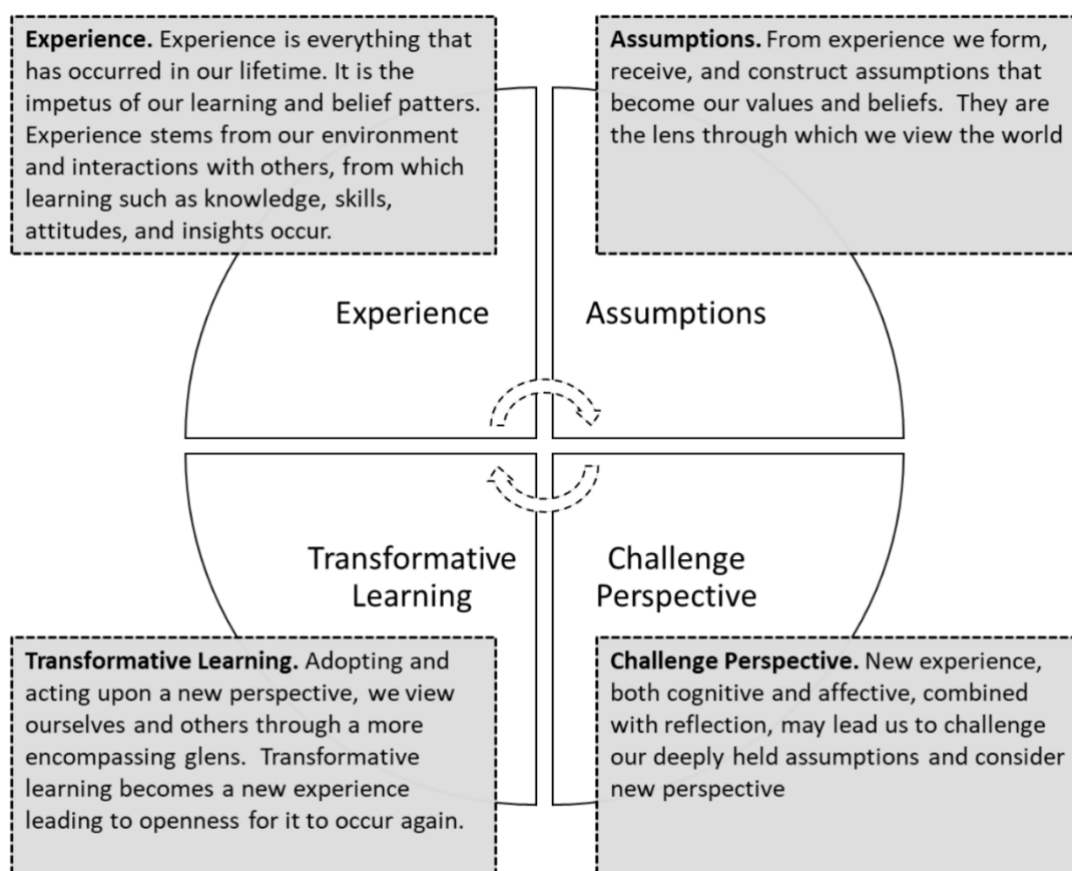 Experience. Experience is everything that
has occurred in our lifetime. It is the
impetus of our learning and belief patters.
Experience stems from our environment
and interactions with others, from which
learning such as knowledge, skills,
attitudes, and insights occur.
Assumptions. From experience we form,
receive, and construct assumptions that
become our values and beliefs. They are
the lens through which we view the world
Experience
Assumptions
Transformative
Learning
Challenge
Perspective
Transformative Learning. Adopting and
acting upon a new perspective, we view
ourselves and others through a more
encompassing glens. Transformative
learning becomes a new experience
leading to openness for it to occur again.
Challenge Perspective. New experience,
both cognitive and affective, combined
with reflection, may lead us to challenge
our deeply held assumptions and consider
new perspective